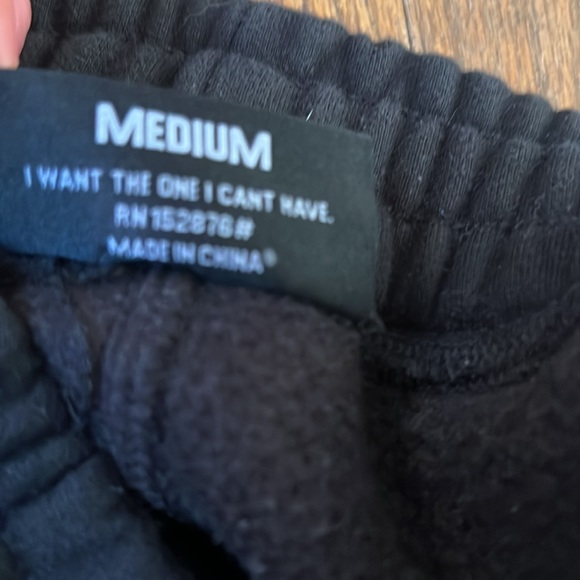 MEDIUM
I WANT THE ONE I CANT HAVE.
RN 152876#
MADE IN CHINA®